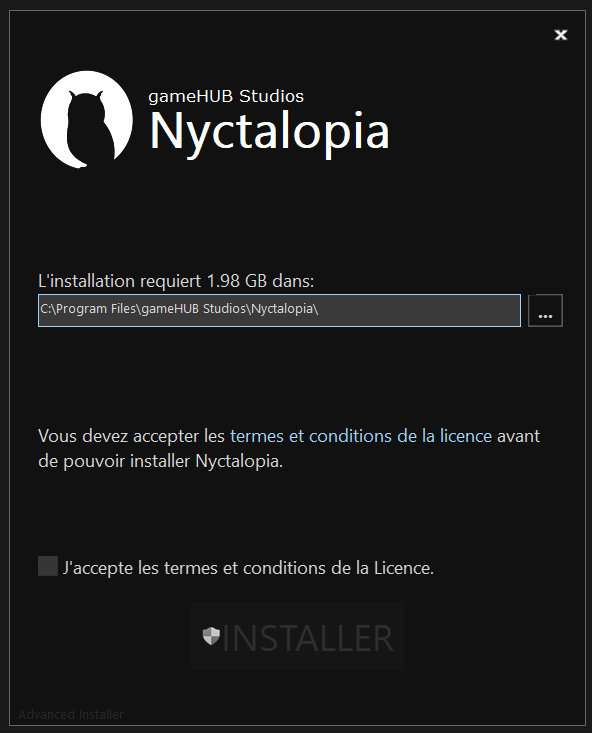 gameHUB Studios
Nyctalopia
L'installation requiert 1.98 GB dans:
C:\Program Files\gameHUB Studios\Nyctalopia\
...
Vous devez accepter les termes et conditions de la licence avant
de pouvoir installer Nyctalopia.
J'accepte les termes et conditions de la Licence.
INSTALLER
Advanced Installer